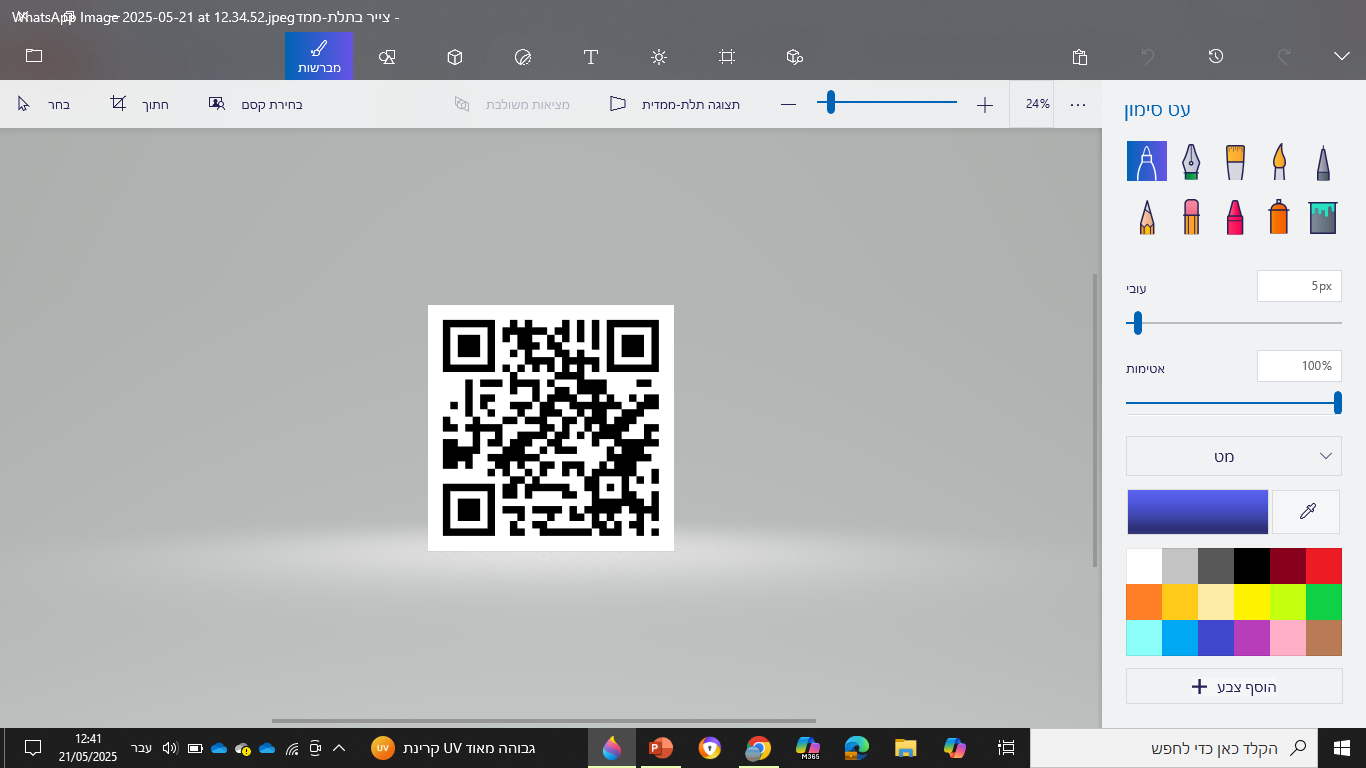 WhatsApp Image 2025-05-21 at 12.34.52.jpeg - צייר בתלת-ממד
מברשות
בחר
חתוך
בחירת קסם
מציאות משולבת
תצוגה תלת-ממדית
24%
עט סימון
עובי
5px
אטימות
100%
מט
הוסף צבע
12:41
21/05/2025
עבר
גבוהה מאוד UV קרינת
UV
M365
הקלד כאן כדי לחפש